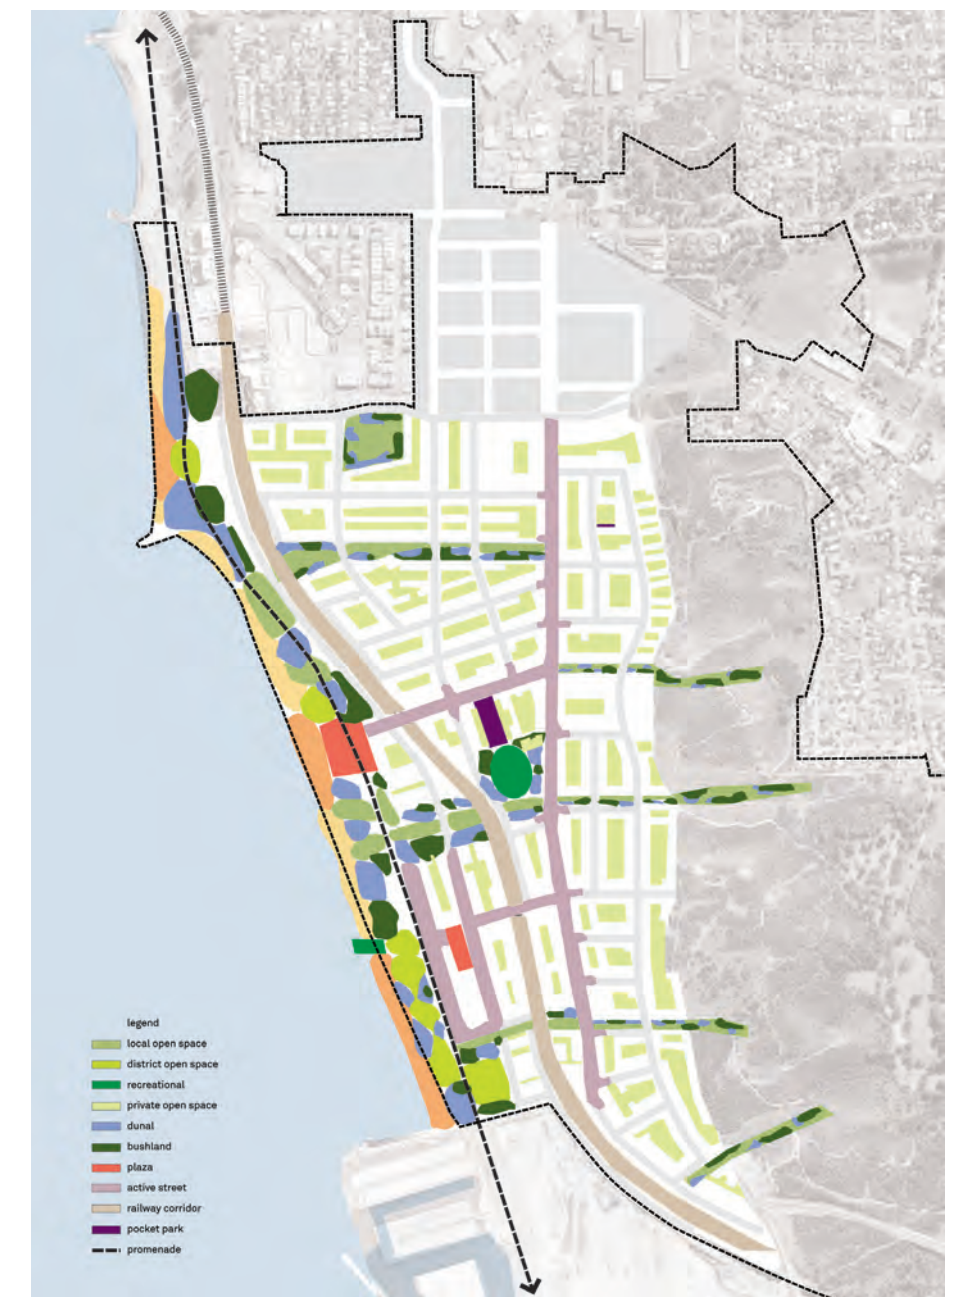 legend
local open space
district open space
recreational
private open space
dunal
bushland
plaza
active street
railway corridor
pocket park
promenade